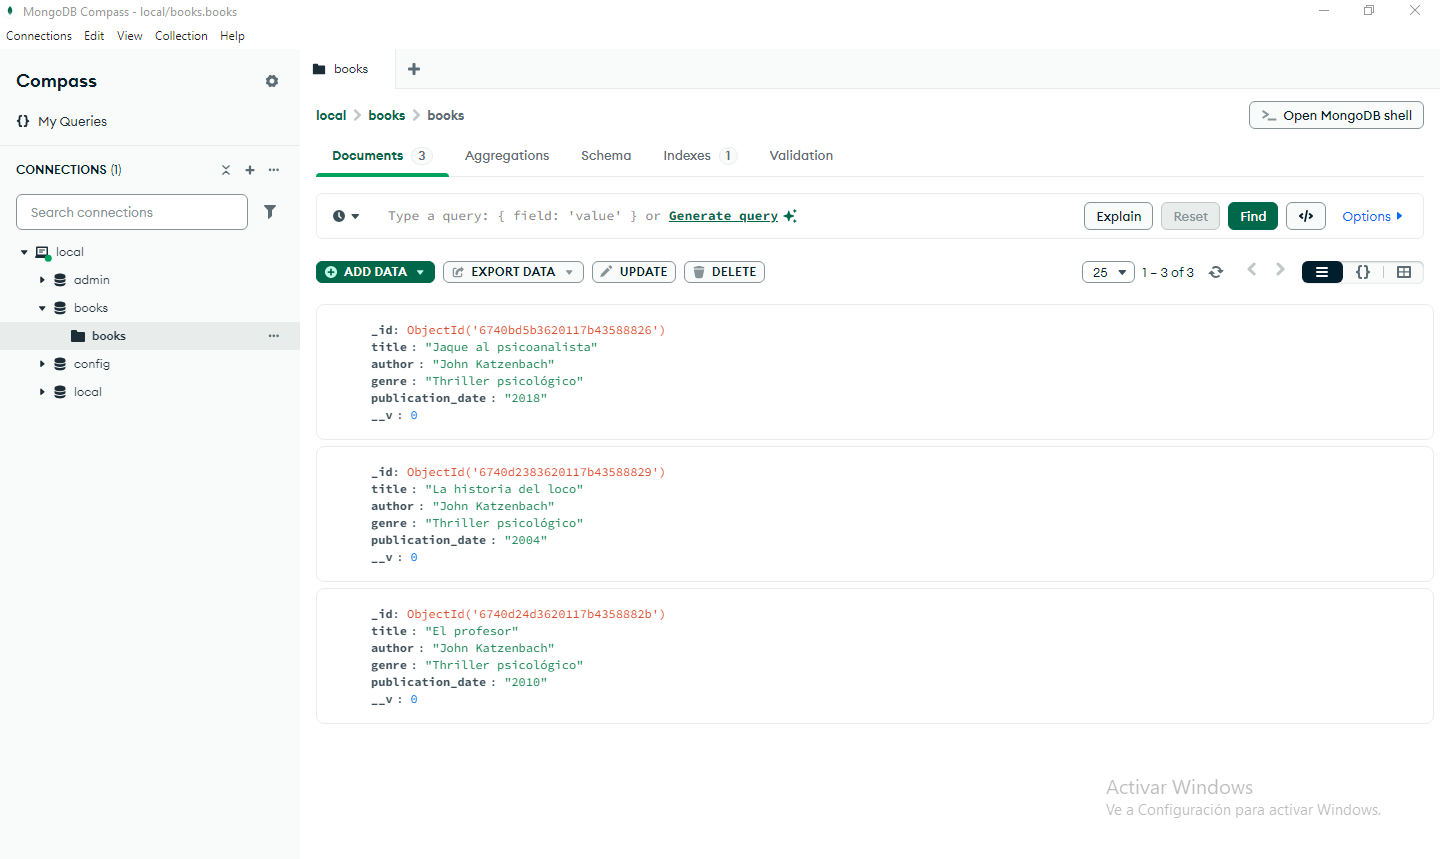 MongoDB Compass - local/books.books
Connections Edit View Collection Help
Compass
{} My Queries
CONNECTIONS (1)
Search connections
local
admin
books
books
config
local
books
local > books > books
Open MongoDB shell
Documents 3 Aggregations Schema Indexes 1 Validation
Type a query: { field: 'value' } or Generate query
Explain Reset Find </> Options
ADD DATA EXPORT DATA UPDATE DELETE
25 1 – 3 of 3 {}
_id: ObjectId('6740bd5b3620117b43588826')
title : "Jaque al psicoanalista"
author : "John Katzenbach"
genre : "Thriller psicológico"
publication_date : "2018"
__v : 0
_id: ObjectId('6740d2383620117b43588829')
title : "La historia del loco"
author : "John Katzenbach"
genre : "Thriller psicológico"
publication_date : "2004"
__v : 0
_id: ObjectId('6740d24d3620117b4358882b')
title : "El profesor"
author : "John Katzenbach"
genre : "Thriller psicológico"
publication_date : "2010"
__v : 0
Activar Windows
Ve a Configuración para activar Windows.